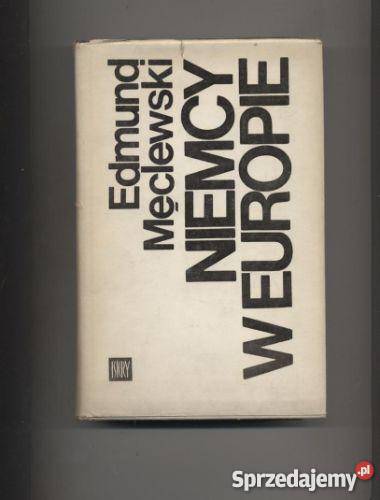 Edmund
Męclewski
NIEMCY
W EUROPIE
ISKRY
Sprzedajemy.pl